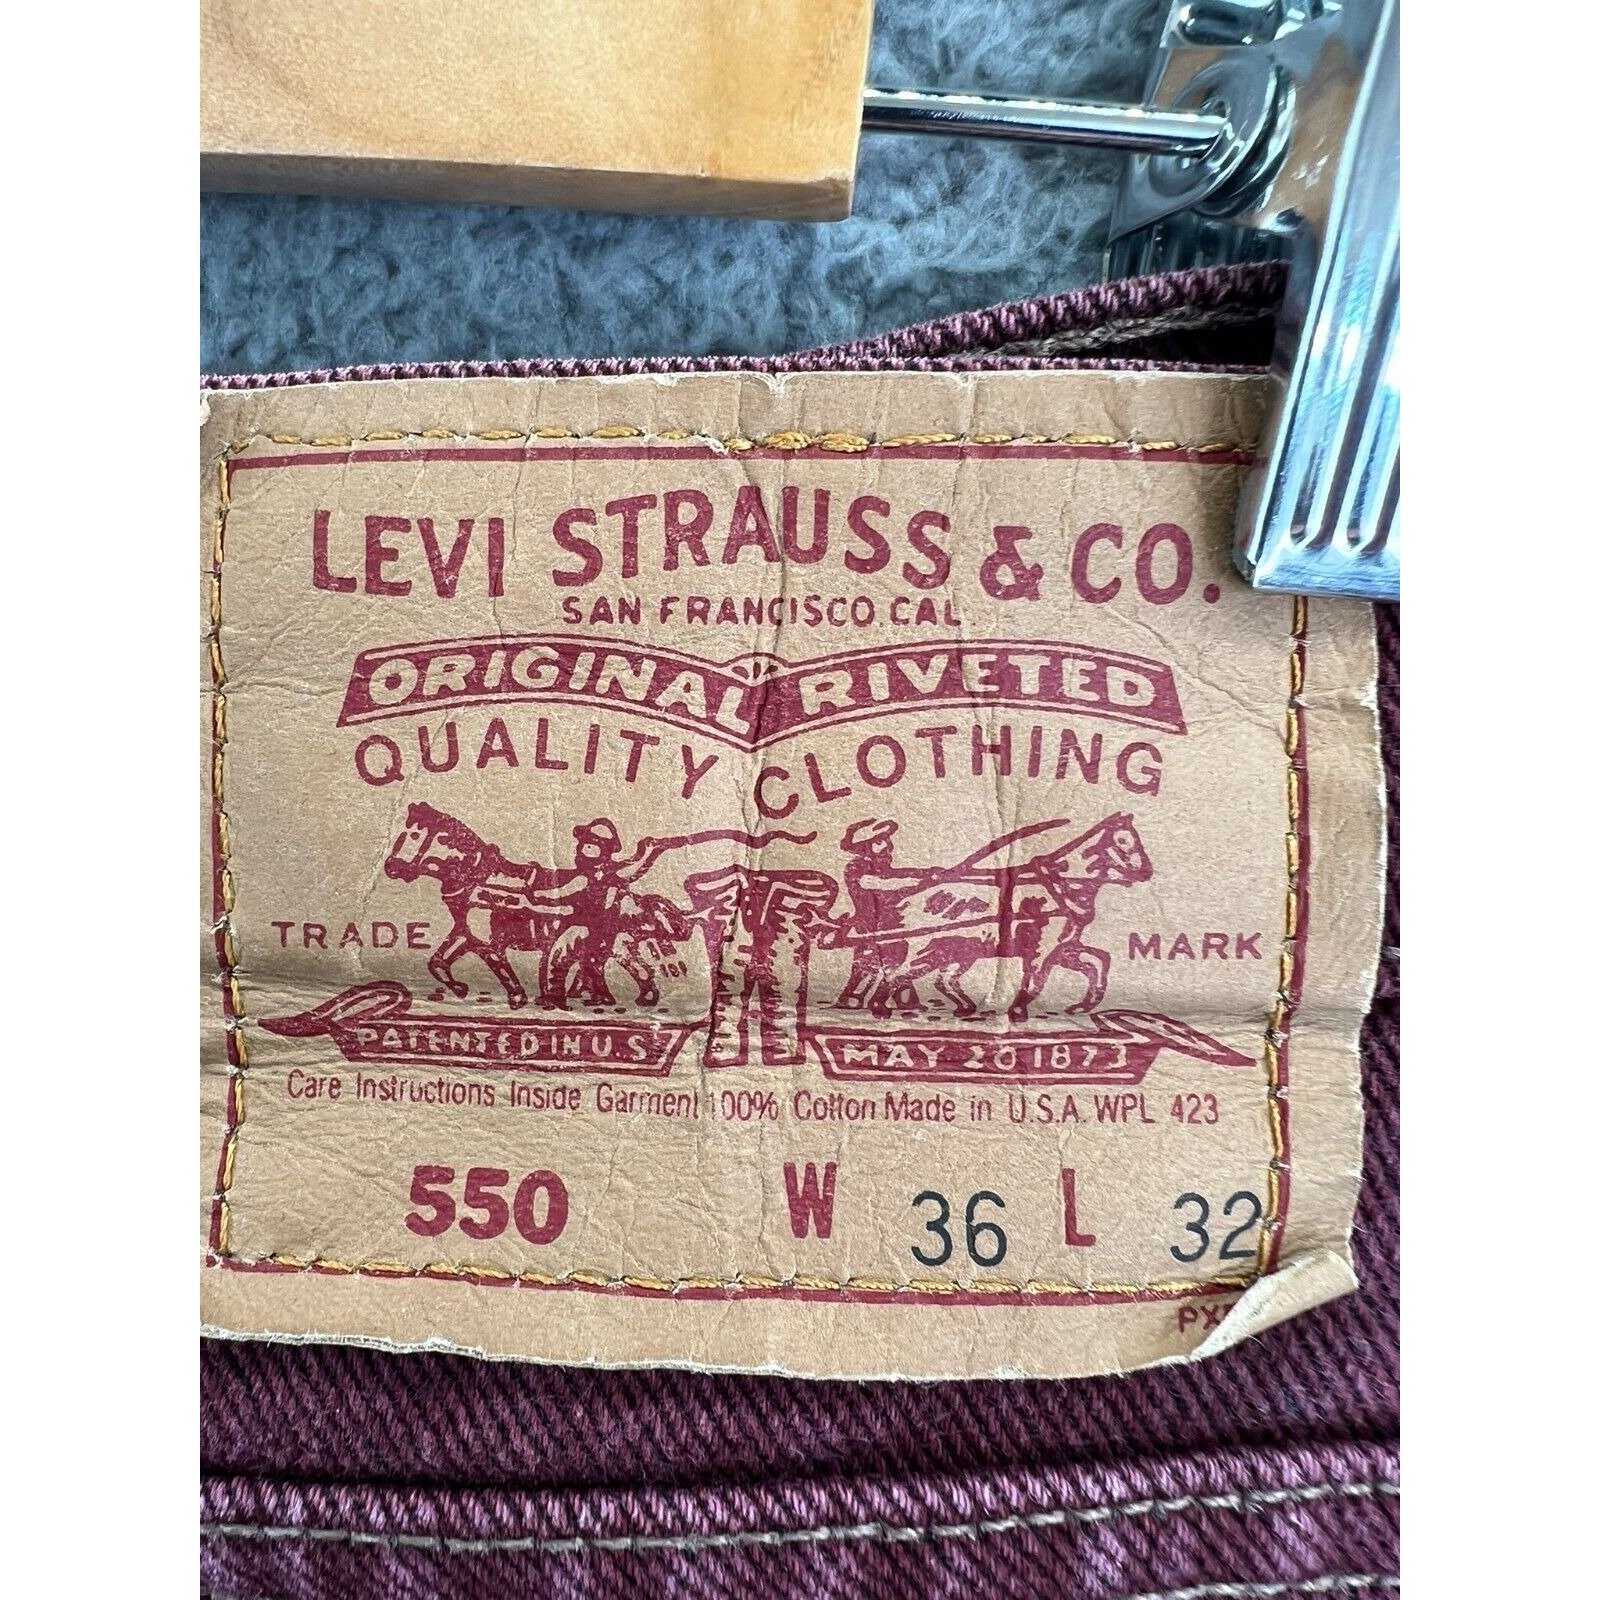 LEVI STRAUSS & CO.
SAN FRANCISCO. CAL.
ORIGINAL RIVETED
QUALITY CLOTHING
TRADE MARK
PATENTED IN U.S. MAY 20 1873
Care Instructions Inside Garment 100% Cotton Made in U.S.A. WPL 423
550 W 36 L 32